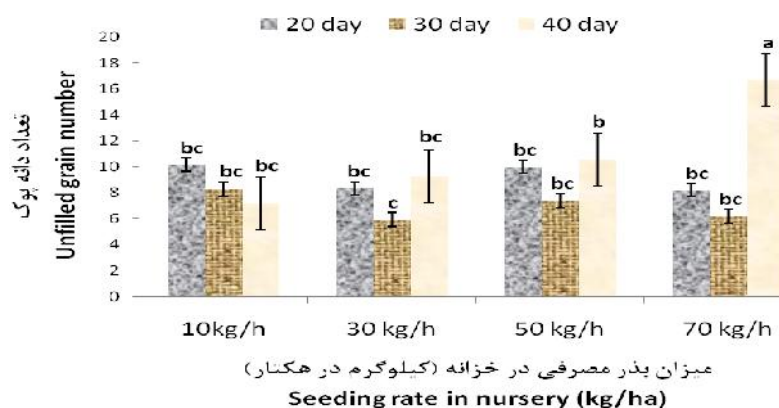 20 day 30 day 40 day
20
18
16
14
12
10
8
6
4
2
0
تعداد دانه پوک
Unfilled grain number
bc bc bc
bc c bc
bc bc b
bc bc a
10kg/h 30 kg/h 50 kg/h 70 kg/h
میزان بذر مصرفی در خزانه (کیلوگرم در هکتار)
Seeding rate in nursery (kg/ha)